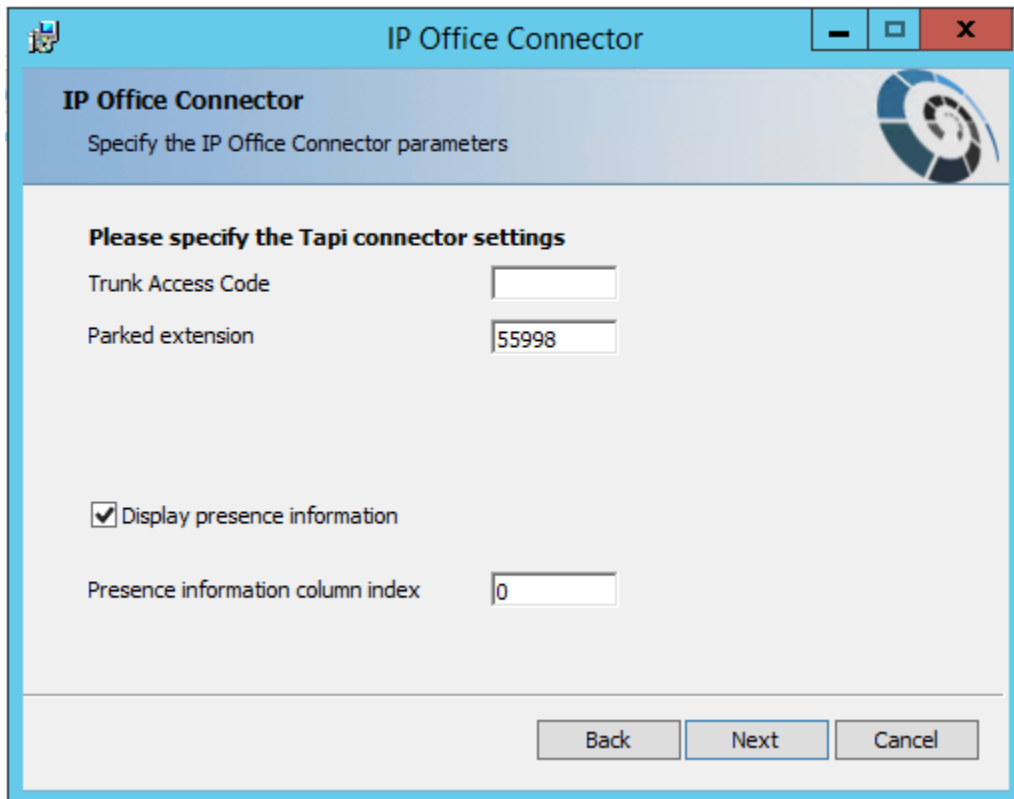 IP Office Connector
IP Office Connector
Specify the IP Office Connector parameters
Please specify the Tapi connector settings
Trunk Access Code
Parked extension 55998
Display presence information
Presence information column index 0
Back Next Cancel